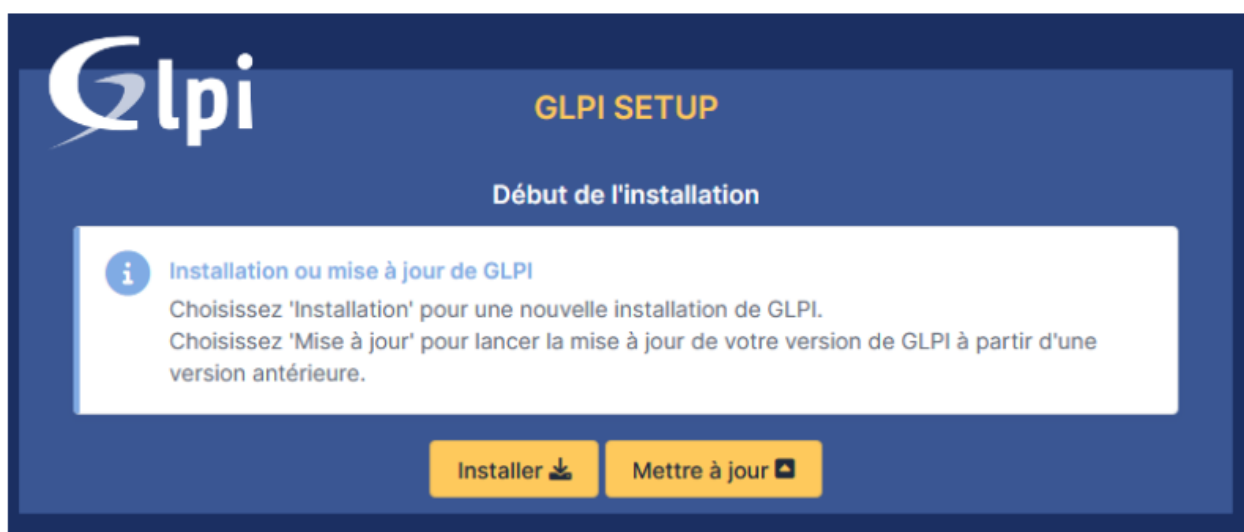 Glpi
GLPI SETUP
Début de l'installation
Installation ou mise à jour de GLPI
Choisissez 'Installation' pour une nouvelle installation de GLPI.
Choisissez 'Mise à jour' pour lancer la mise à jour de votre version de GLPI à partir d'une
version antérieure.
Installer
Mettre à jour